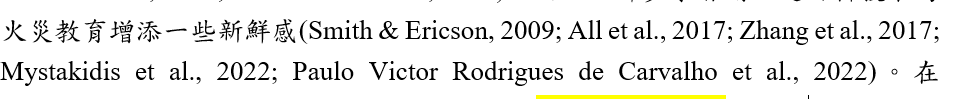 火災教育增添一些新鮮感(Smith & Ericson, 2009; All et al., 2017; Zhang et al., 2017;
Mystakidis et al., 2022; Paulo Victor Rodrigues de Carvalho et al., 2022)。在